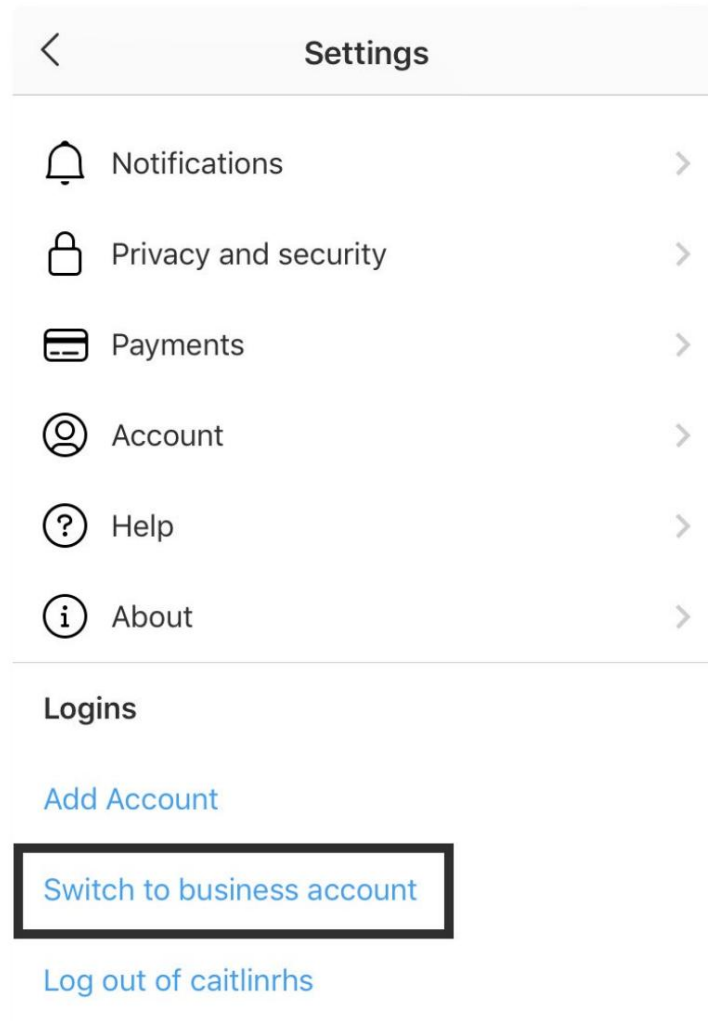 Settings
Notifications
Privacy and security
Payments
Account
Help
About
Logins
Add Account
Switch to business account
Log out of caitlinrhs